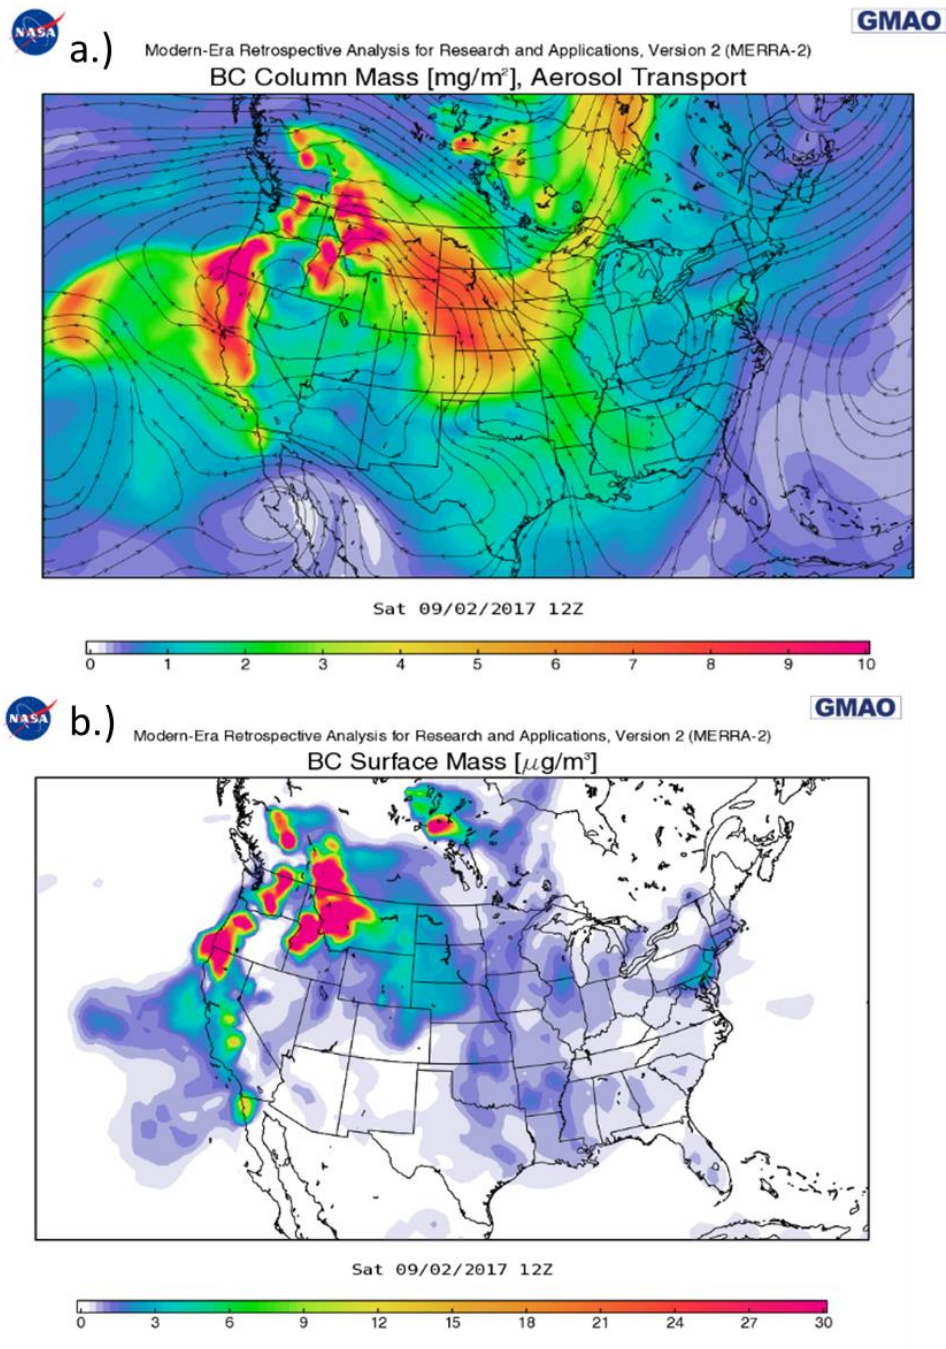 NASA
a.)
GMAO
Modern-Era Retrospective Analysis for Research and Applications, Version 2 (MERRA-2)
BC Column Mass [mg/m²], Aerosol Transport
Sat 09/02/2017 12Z
0 1 2 3 4 5 6 7 8 9 10
NASA
b.)
GMAO
Modern-Era Retrospective Analysis for Research and Applications, Version 2 (MERRA-2)
BC Surface Mass [μg/m³]
Sat 09/02/2017 12Z
0 3 6 9 12 15 18 21 24 27 30